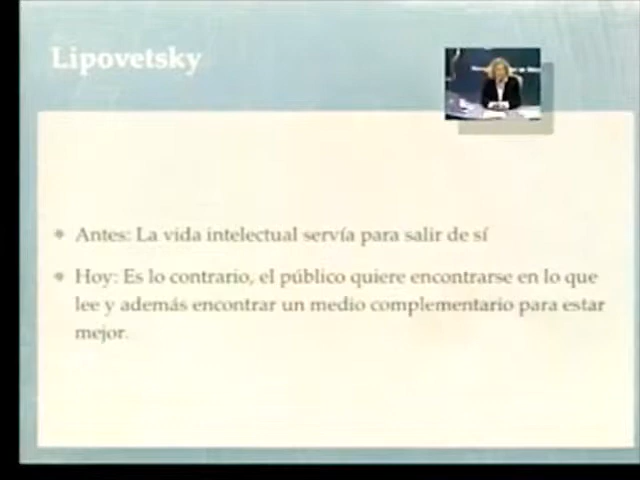 Lipovetsky
Antes: La vida intelectual servía para salir de sí
Hoy: Es lo contrario, el público quiere encontrarse en lo que
lee y además encontrar un medio complementario para estar
mejor.